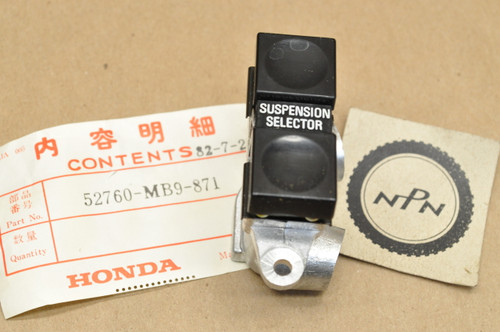 SUSPENSION
SELECTOR
内容明細
CONTENTS 82-7-2
部品
番号
Part No.
52760-MB9-871
数量
Quantity
HONDA
NPN